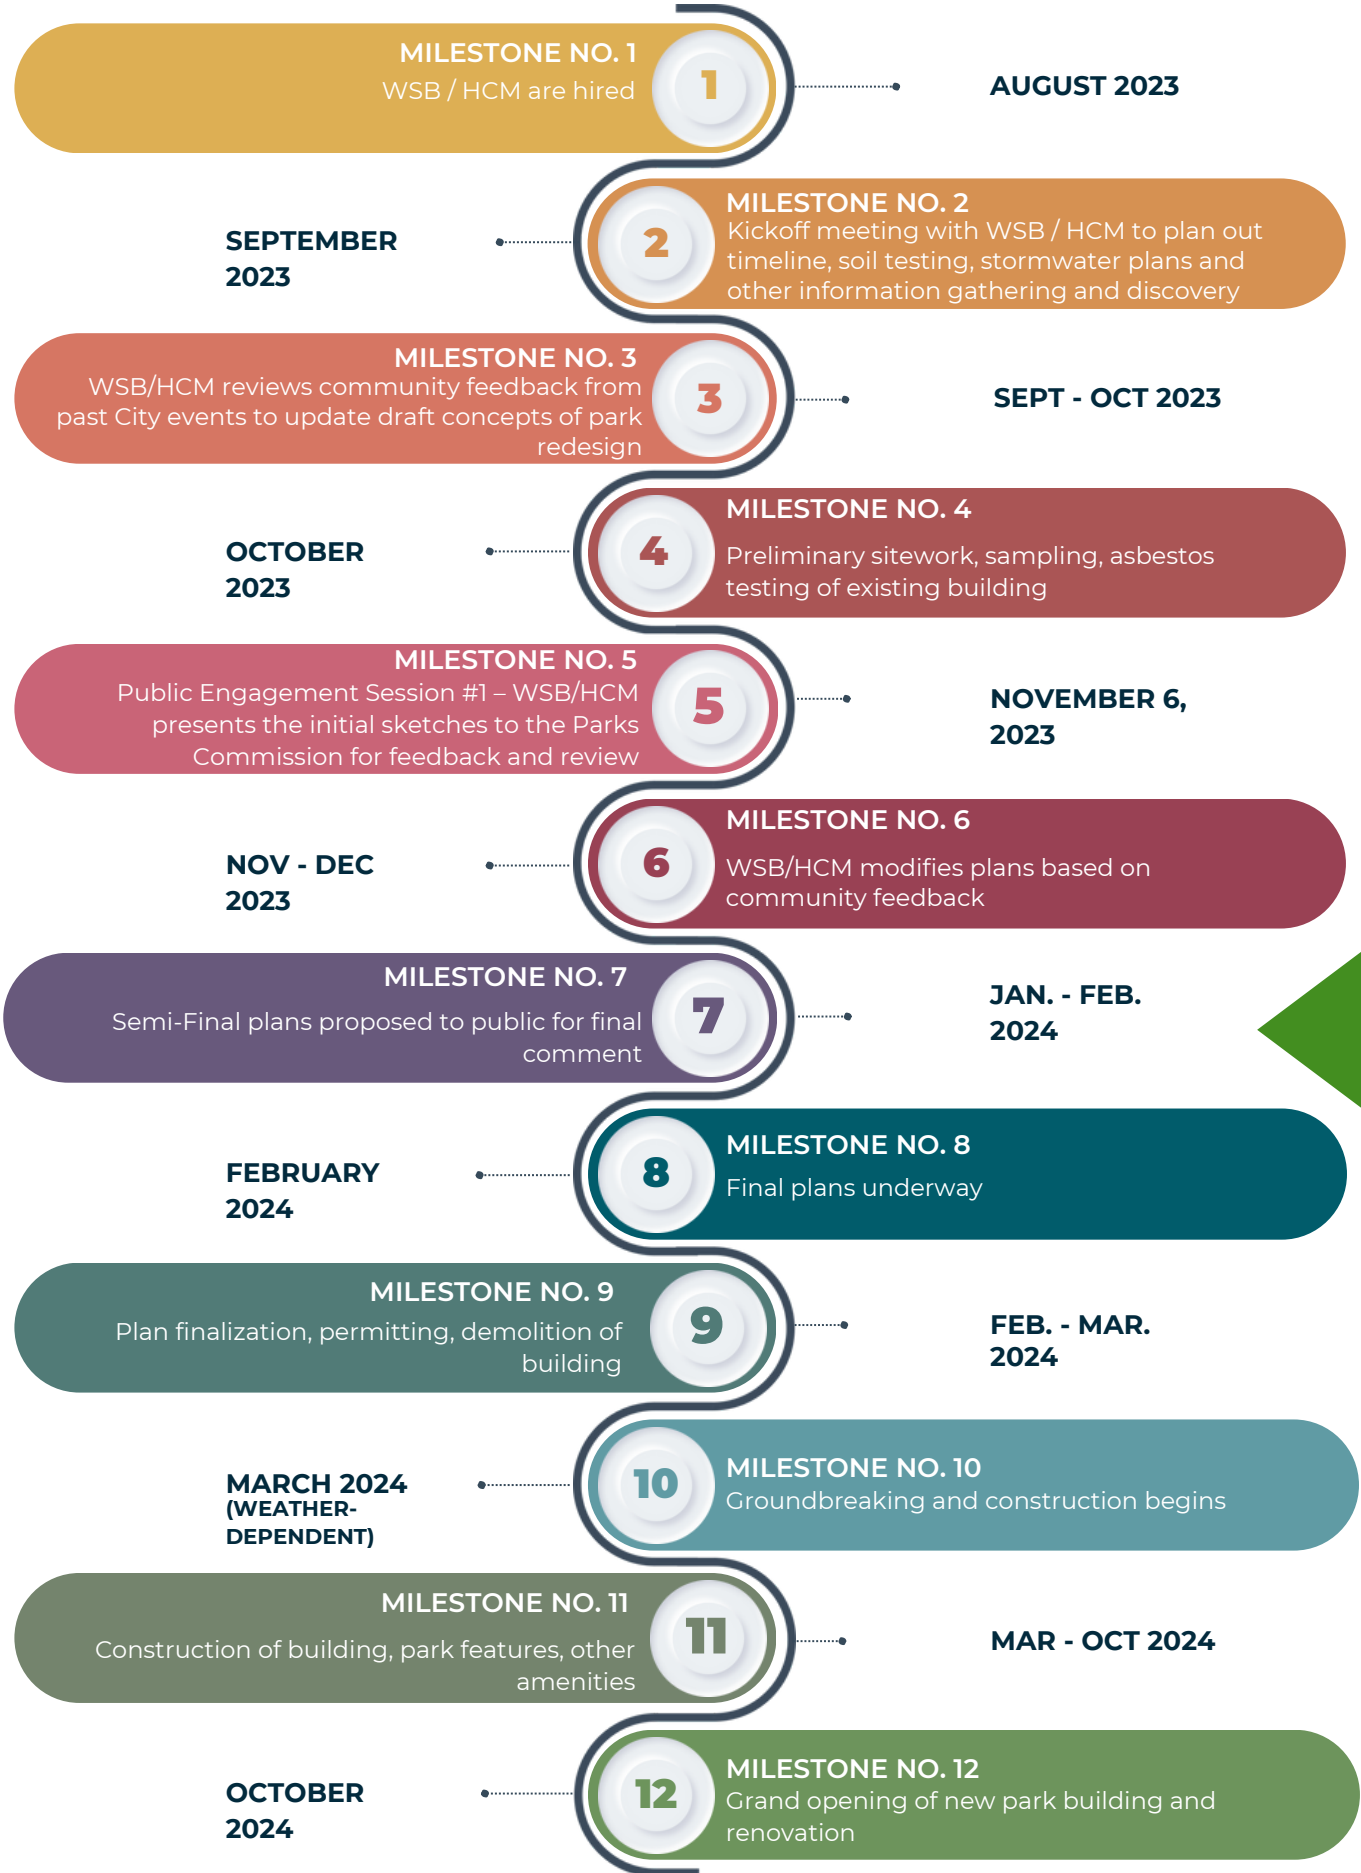 MILESTONE NO. 1
WSB / HCM are hired
1
AUGUST 2023
SEPTEMBER
2023
2
MILESTONE NO. 2
Kickoff meeting with WSB / HCM to plan out
timeline, soil testing, stormwater plans and
other information gathering and discovery
MILESTONE NO. 3
WSB/HCM reviews community feedback from
past City events to update draft concepts of park
redesign
3
SEPT - OCT 2023
OCTOBER
2023
4
MILESTONE NO. 4
Preliminary sitework, sampling, asbestos
testing of existing building
MILESTONE NO. 5
Public Engagement Session #1 – WSB/HCM
presents the initial sketches to the Parks
Commission for feedback and review
5
NOVEMBER 6,
2023
NOV - DEC
2023
6
MILESTONE NO. 6
WSB/HCM modifies plans based on
community feedback
MILESTONE NO. 7
Semi-Final plans proposed to public for final
comment
7
JAN. - FEB.
2024
FEBRUARY
2024
8
MILESTONE NO. 8
Final plans underway
MILESTONE NO. 9
Plan finalization, permitting, demolition of
building
9
FEB. - MAR.
2024
MARCH 2024
(WEATHER-
DEPENDENT)
10
MILESTONE NO. 10
Groundbreaking and construction begins
MILESTONE NO. 11
Construction of building, park features, other
amenities
11
MAR - OCT 2024
OCTOBER
2024
12
MILESTONE NO. 12
Grand opening of new park building and
renovation